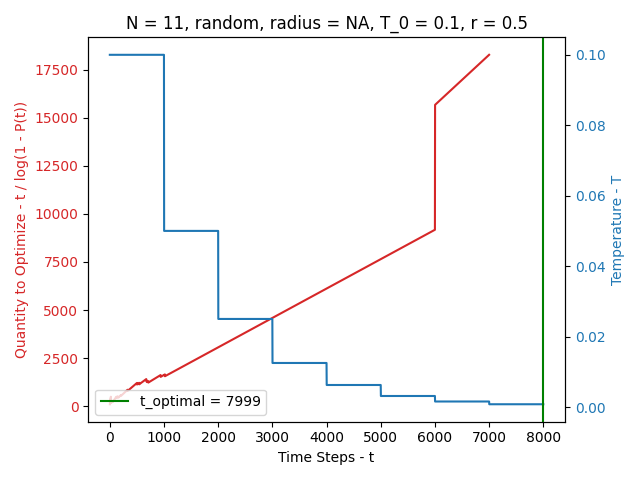 N = 11, random, radius = NA, T_0 = 0.1, r = 0.5
Quantity to Optimize - t / log(1 - P(t))
17500
15000
12500
10000
7500
5000
2500
0
0.10
0.08
0.06
0.04
0.02
0.00
Temperature - T
t_optimal = 7999
0 1000 2000 3000 4000 5000 6000 7000 8000
Time Steps - t